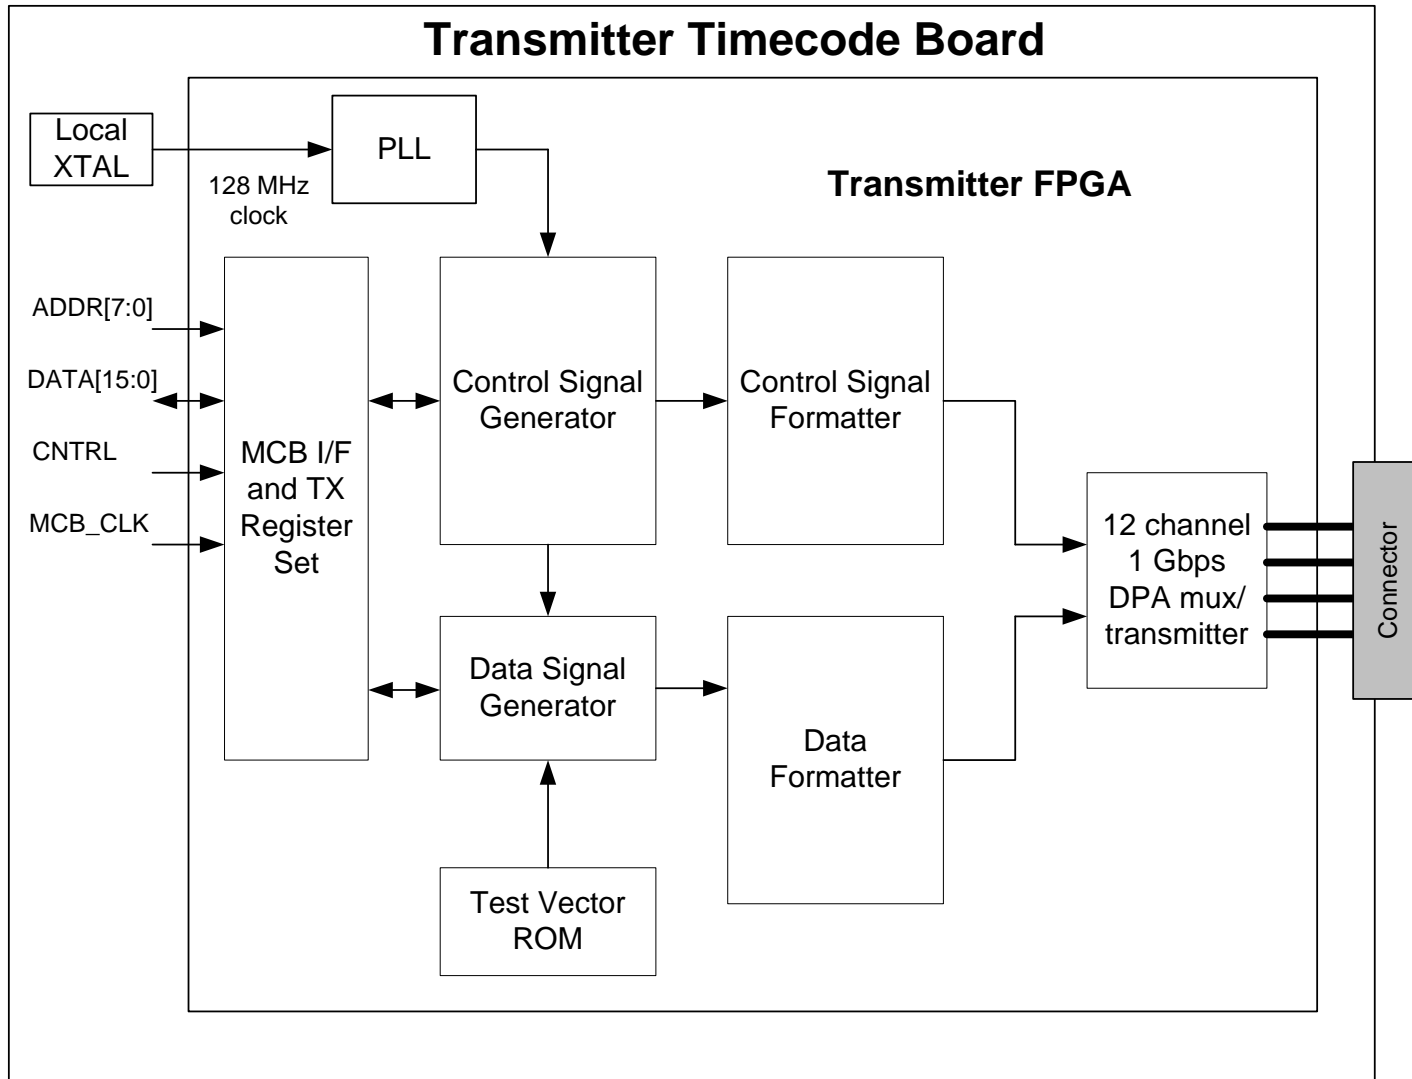 Transmitter Timecode Board
Local
XTAL
PLL
128 MHz
clock
Transmitter FPGA
ADDR[7:0]
DATA[15:0]
CNTRL
MCB_CLK
MCB I/F
and TX
Register
Set
Control Signal
Generator
Control Signal
Formatter
12 channel
1 Gbps
DPA mux/
transmitter
Connector
Data Signal
Generator
Data
Formatter
Test Vector
ROM